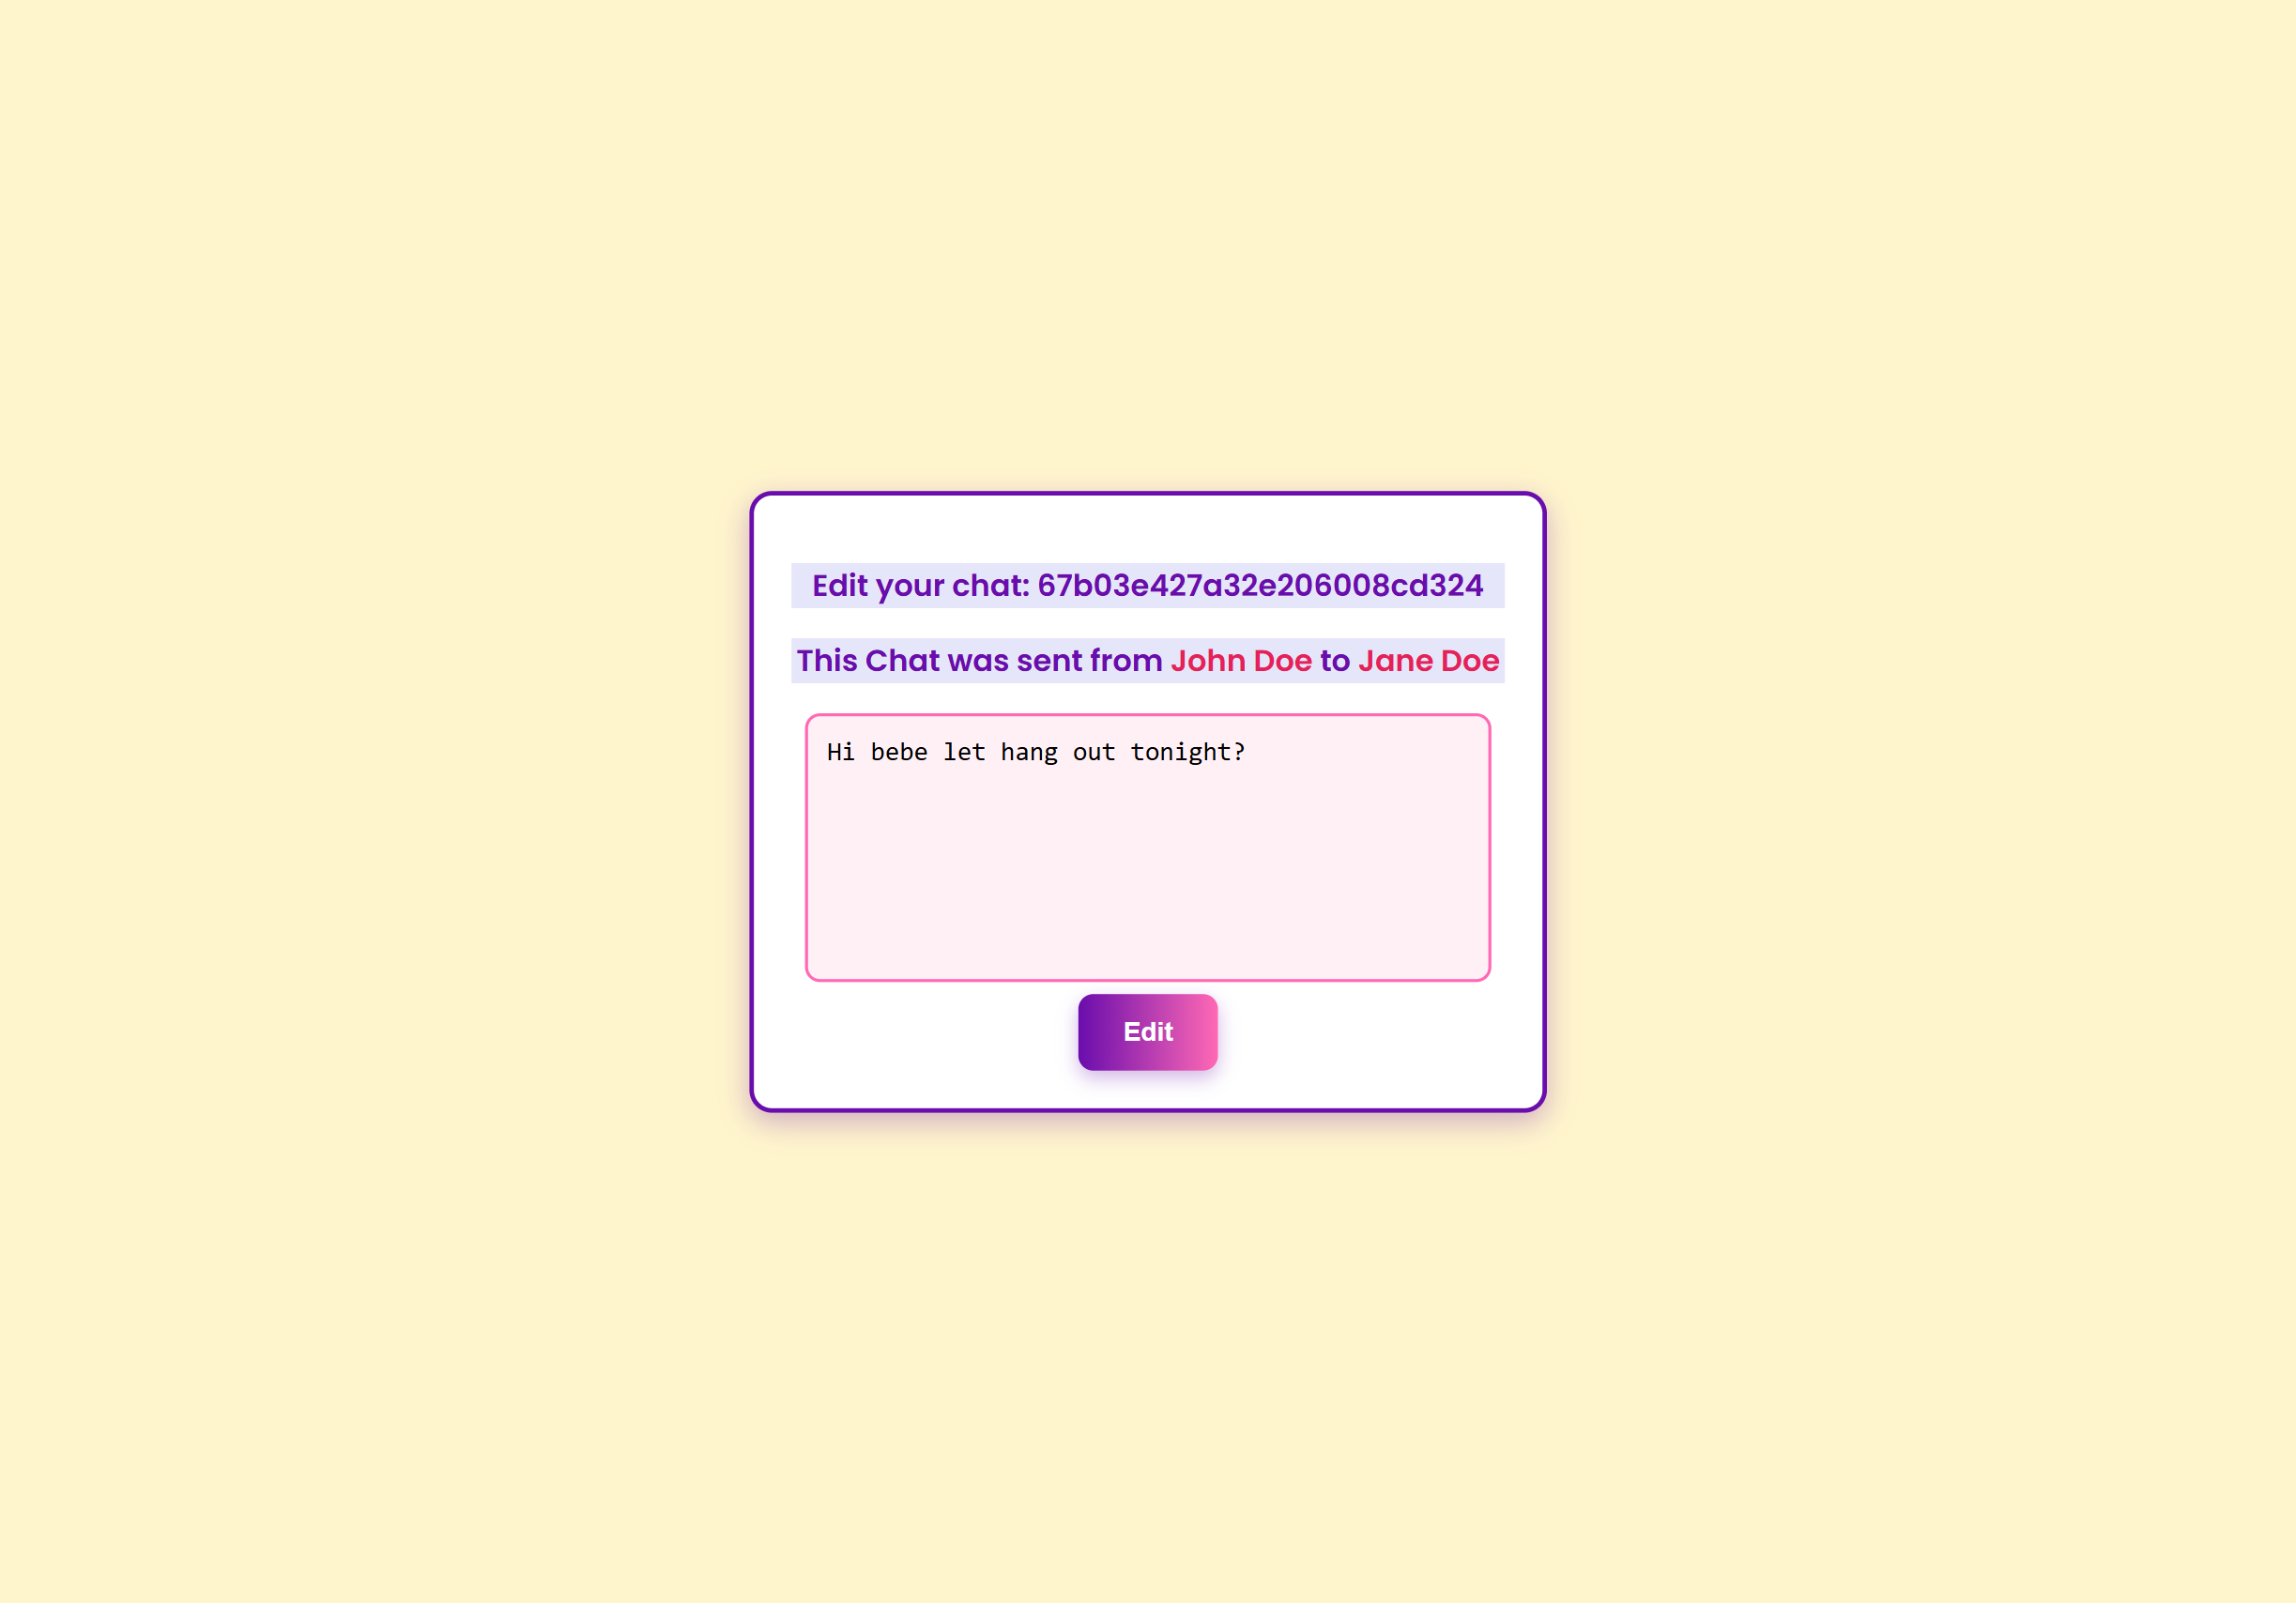 Edit your chat: 67b03e427a32e206008cd324
This Chat was sent from John Doe to Jane Doe
Hi bebe let hang out tonight?
Edit